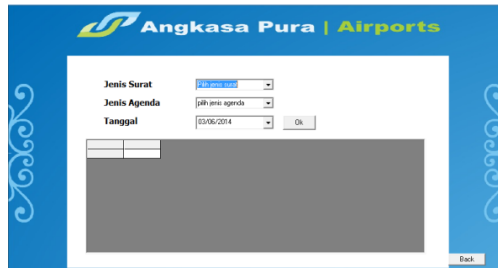 Angkasa Pura | Airports
Jenis Surat Pilih jenis surat
Jenis Agenda pilih jenis agenda
Tanggal 03/06/2014 Ok
Back